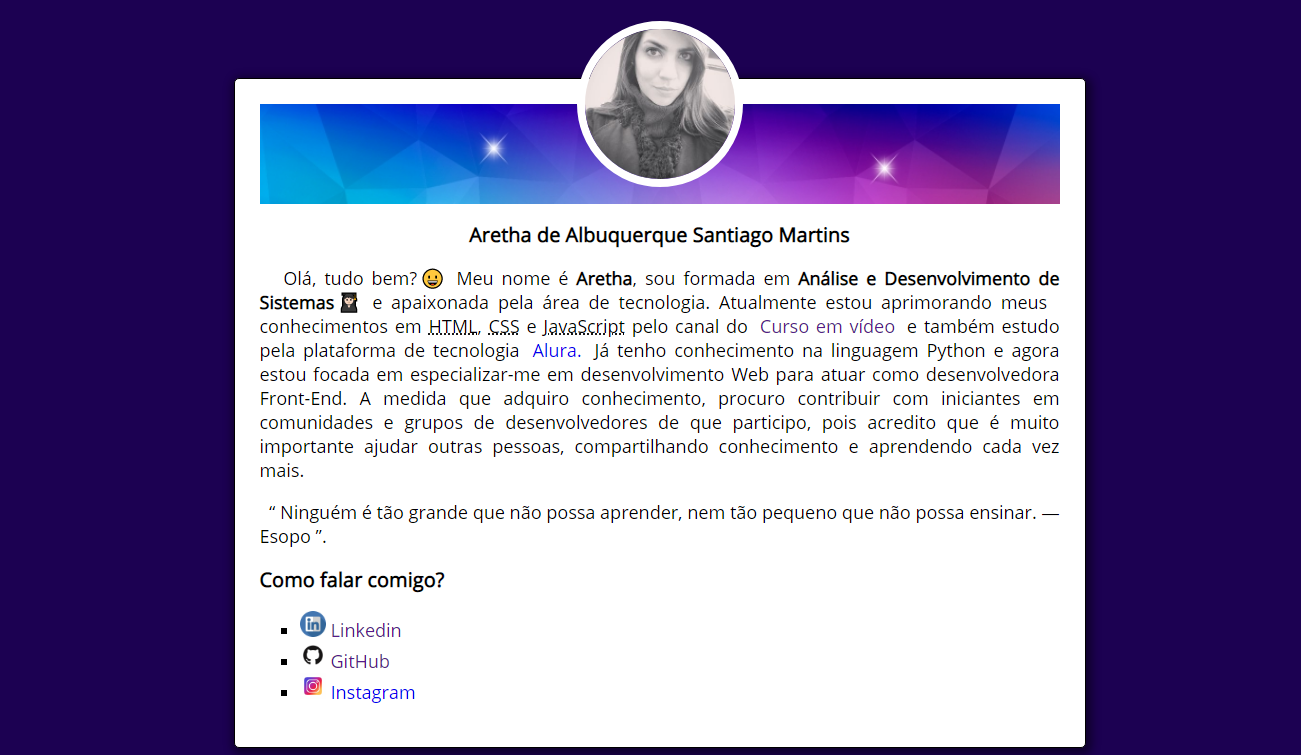 Aretha de Albuquerque Santiago Martins
Olá, tudo bem? 😀 Meu nome é Aretha, sou formada em Análise e Desenvolvimento de
Sistemas 👩🏻‍🎓 e apaixonada pela área de tecnologia. Atualmente estou aprimorando meus
conhecimentos em HTML, CSS e JavaScript pelo canal do Curso em vídeo e também estudo
pela plataforma de tecnologia Alura. Já tenho conhecimento na linguagem Python e agora
estou focada em especializar-me em desenvolvimento Web para atuar como desenvolvedora
Front-End. A medida que adquiro conhecimento, procuro contribuir com iniciantes em
comunidades e grupos de desenvolvedores de que participo, pois acredito que é muito
importante ajudar outras pessoas, compartilhando conhecimento e aprendendo cada vez
mais.
“ Ninguém é tão grande que não possa aprender, nem tão pequeno que não possa ensinar. —
Esopo ”.
Como falar comigo?
in Linkedin
GitHub
Instagram